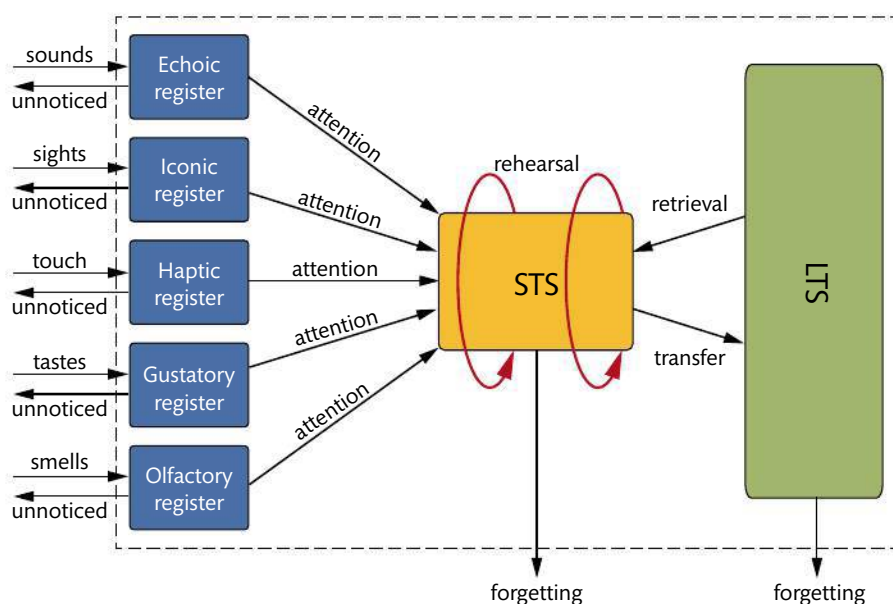 sounds
unnoticed
Echoic
register
attention
sights
unnoticed
Iconic
register
attention
touch
unnoticed
Haptic
register
attention
tastes
unnoticed
Gustatory
register
attention
smells
unnoticed
Olfactory
register
attention
rehearsal
STS
retrieval
transfer
LTS
forgetting
forgetting